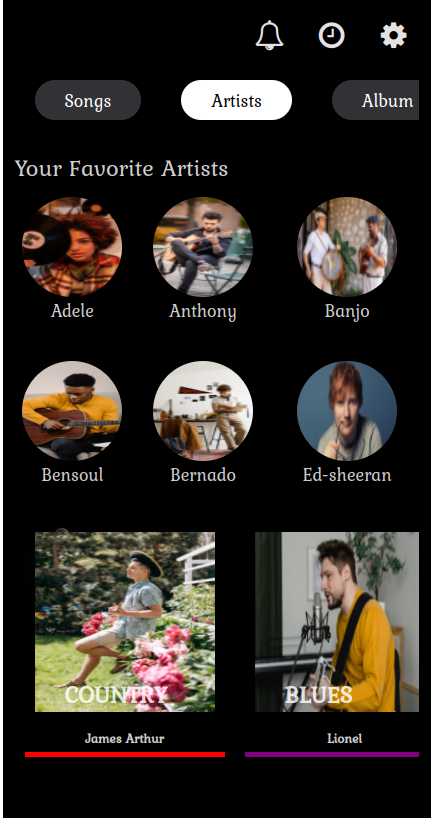 Songs Artists Album
Your Favorite Artists
Adele Anthony Banjo
Bensoul Bernado Ed-sheeran
COUNTRY BLUES
James Arthur Lionel